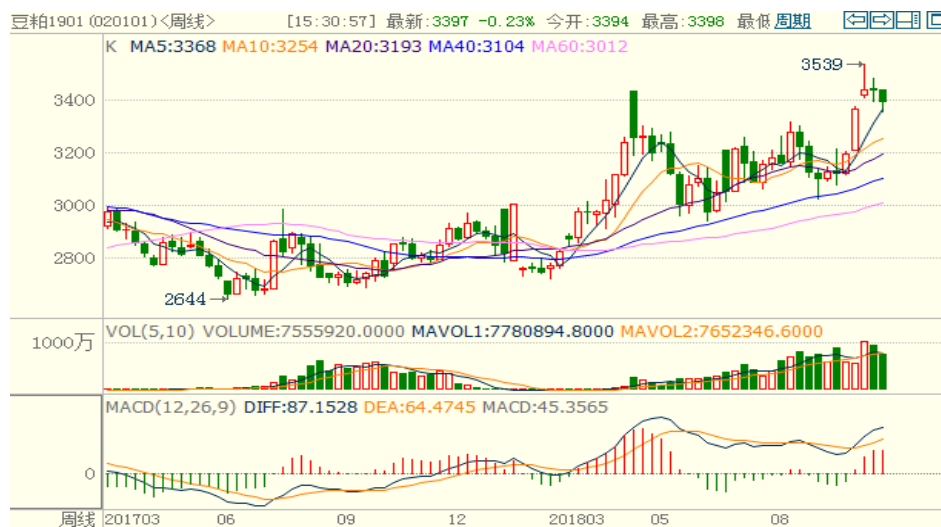 豆粕1901(020101)<周线> [15:30:57] 最新:3397 -0.23% 今开:3394 最高:3398 最低 周期
K MA5:3368 MA10:3254 MA20:3193 MA40:3104 MA60:3012
3539
3400
3200
3000
2800
2644
VOL(5,10) VOLUME:7555920.0000 MAVOL1:7780894.8000 MAVOL2:7652346.6000
1000万
MACD(12,26,9) DIFF:87.1528 DEA:64.4745 MACD:45.3565
0
周线 201703 06 09 12 201803 05 08